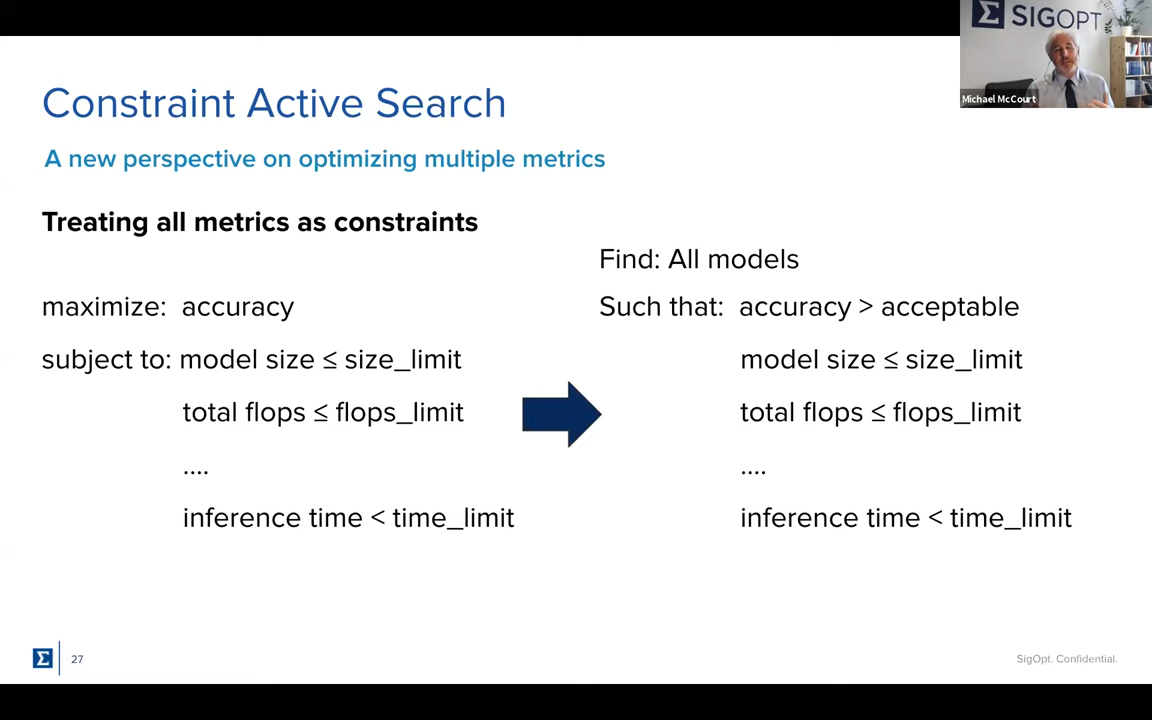 SIGOPT
Michael McCourt
Constraint Active Search
A new perspective on optimizing multiple metrics
Treating all metrics as constraints
maximize: accuracy
subject to: model size ≤ size_limit
total flops ≤ flops_limit
....
inference time < time_limit
Find: All models
Such that: accuracy > acceptable
model size ≤ size_limit
total flops ≤ flops_limit
....
inference time < time_limit
27
SigOpt. Confidential.